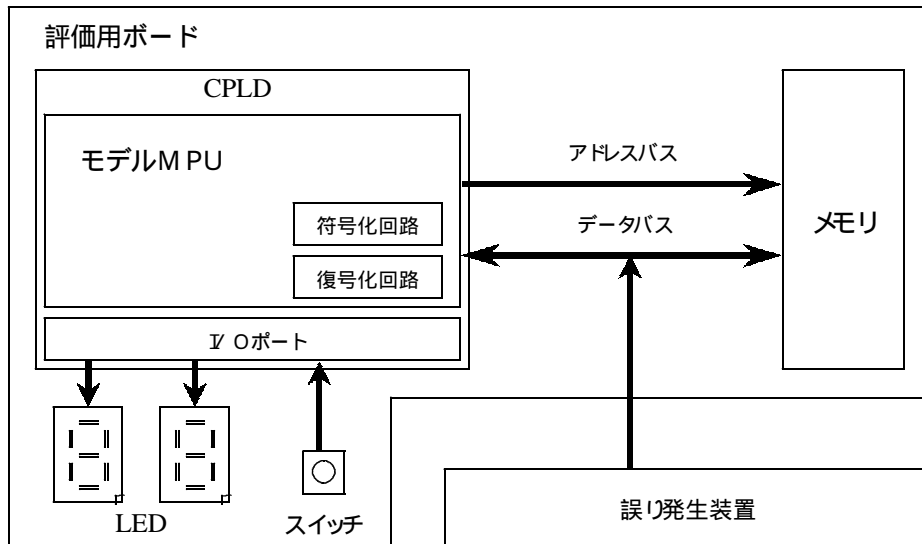 評価用ボード
CPLD
モデルMPU
符号化回路
復号化回路
I/Oポート
アドレスバス
データバス
メモリ
LED
スイッチ
誤り発生装置